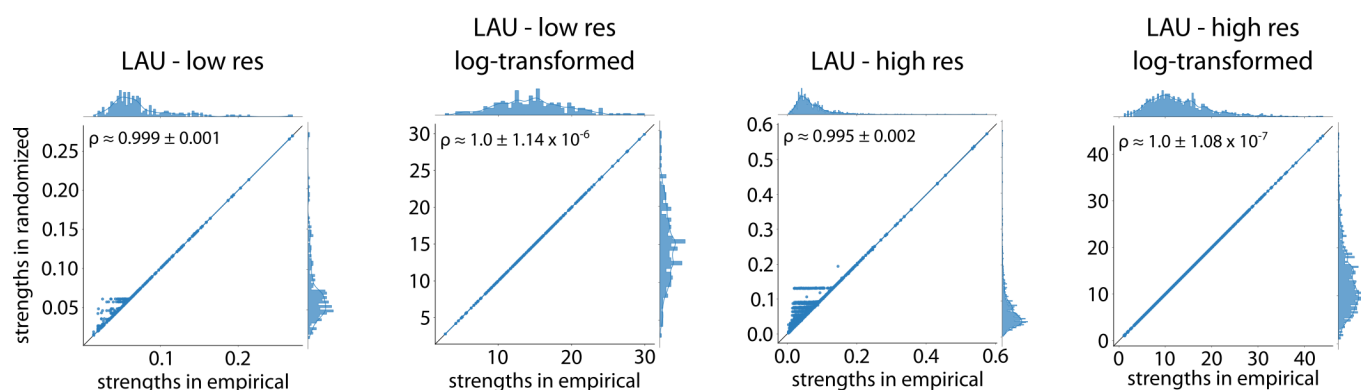 LAU - low res
ρ ≈ 0.999 ± 0.001
strengths in randomized
0.25
0.20
0.15
0.10
0.05
0.1
0.2
strengths in empirical
LAU - low res
log-transformed
ρ ≈ 1.0 ± 1.14 x 10⁻⁶
30
25
20
15
10
5
10
20
30
strengths in empirical
LAU - high res
ρ ≈ 0.995 ± 0.002
0.6
0.5
0.4
0.3
0.2
0.1
0.0
0.0
0.2
0.4
0.6
strengths in empirical
LAU - high res
log-transformed
ρ ≈ 1.0 ± 1.08 x 10⁻⁷
40
30
20
10
0
0
10
20
30
40
strengths in empirical